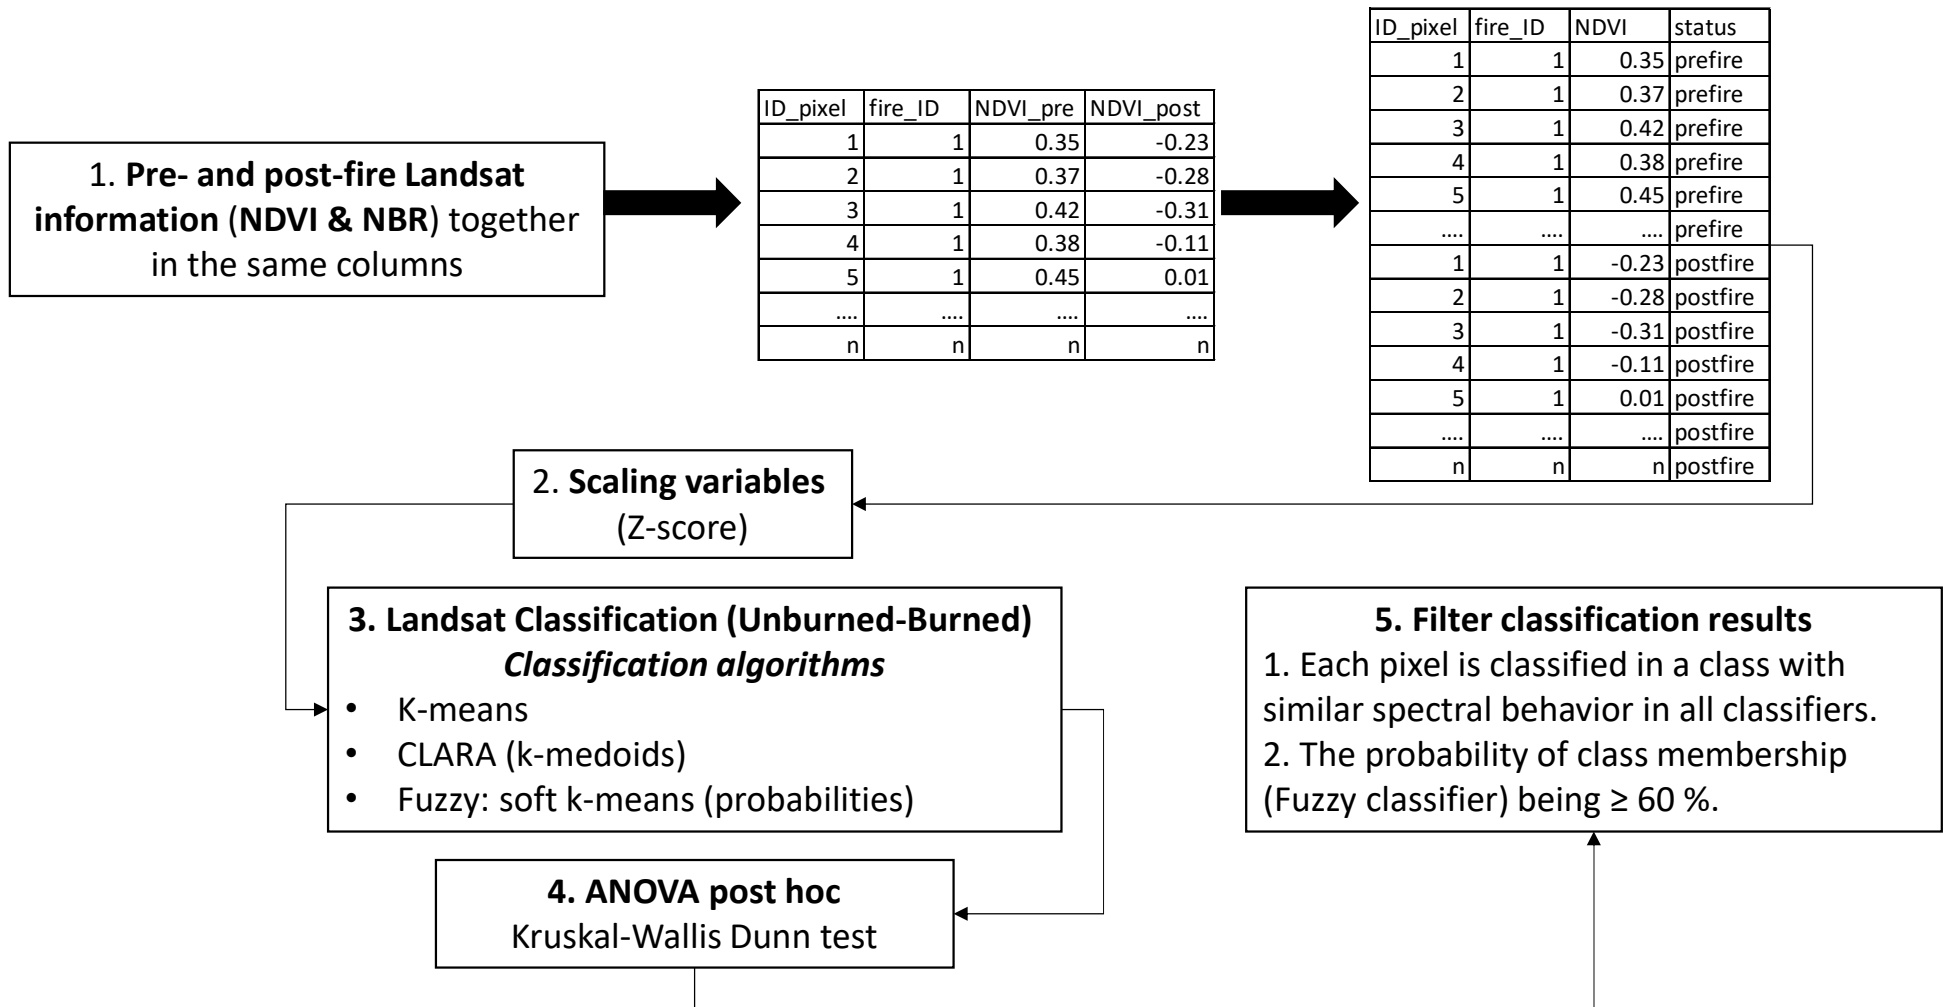 1. Pre- and post-fire Landsat
information (NDVI & NBR) together
in the same columns
ID_pixel fire_ID NDVI_pre NDVI_post
1 1 0.35 -0.23
2 1 0.37 -0.28
3 1 0.42 -0.31
4 1 0.38 -0.11
5 1 0.45 0.01
.... .... .... ....
n n n n
ID_pixel fire_ID NDVI status
1 1 0.35 prefire
2 1 0.37 prefire
3 1 0.42 prefire
4 1 0.38 prefire
5 1 0.45 prefire
.... .... .... prefire
1 1 -0.23 postfire
2 1 -0.28 postfire
3 1 -0.31 postfire
4 1 -0.11 postfire
5 1 0.01 postfire
.... .... .... postfire
n n n postfire
2. Scaling variables
(Z-score)
3. Landsat Classification (Unburned-Burned)
Classification algorithms
• K-means
• CLARA (k-medoids)
• Fuzzy: soft k-means (probabilities)
4. ANOVA post hoc
Kruskal-Wallis Dunn test
5. Filter classification results
1. Each pixel is classified in a class with
similar spectral behavior in all classifiers.
2. The probability of class membership
(Fuzzy classifier) being ≥ 60 %.